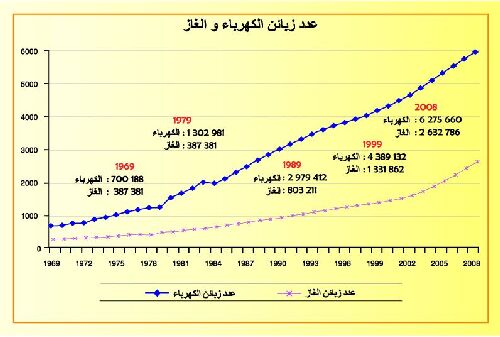 عدد زبائن الكهرباء و الغاز
6000
5000
4000
3000
2000
1000
0
1969
الكهرباء : 700 188
الغاز : 387 381
1979
الكهرباء : 1 302 981
الغاز : 387 381
1989
الكهرباء : 2 979 412
الغاز : 803 211
1999
الكهرباء : 4 389 132
الغاز : 1 331 862
2008
الكهرباء : 6 275 660
الغاز : 2 632 786
1969 1972 1975 1978 1981 1984 1987 1990 1993 1996 1999 2002 2005 2008
عدد زبائن الكهرباء
عدد زبائن الغاز